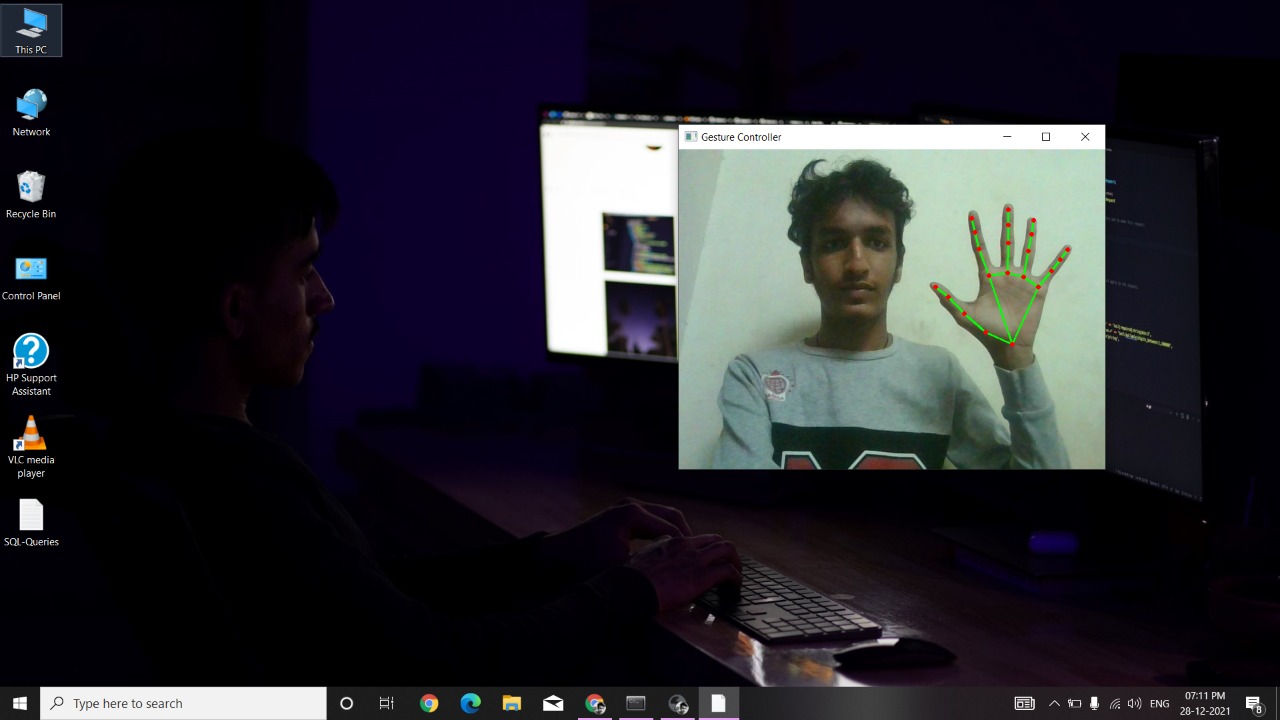 This PC
Network
Recycle Bin
Control Panel
HP Support
Assistant
VLC media
player
SQL-Queries
Gesture Controller
Type here to search
ENG
07:11 PM
28-12-2021
8